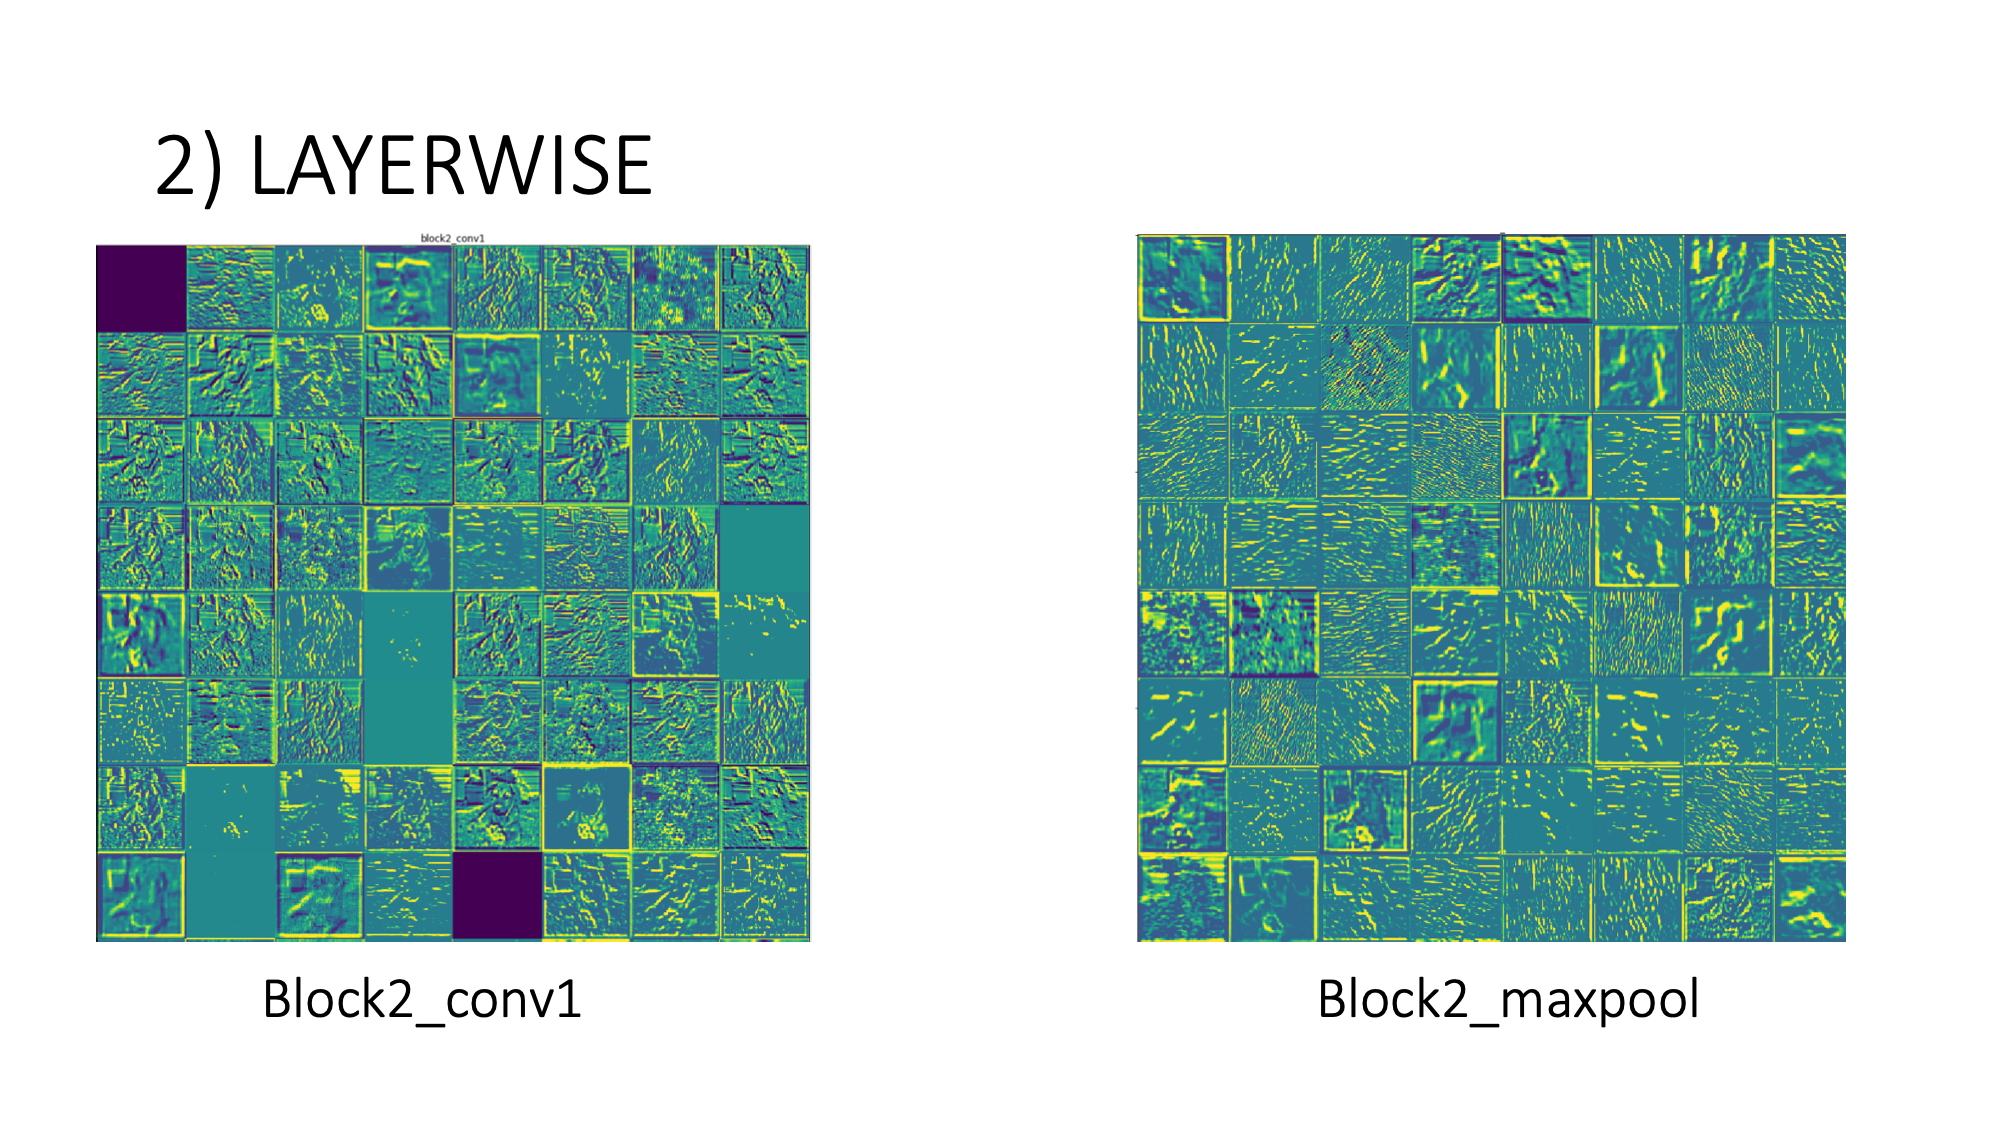 2) LAYERWISE
block2_conv1
Block2_conv1
Block2_maxpool